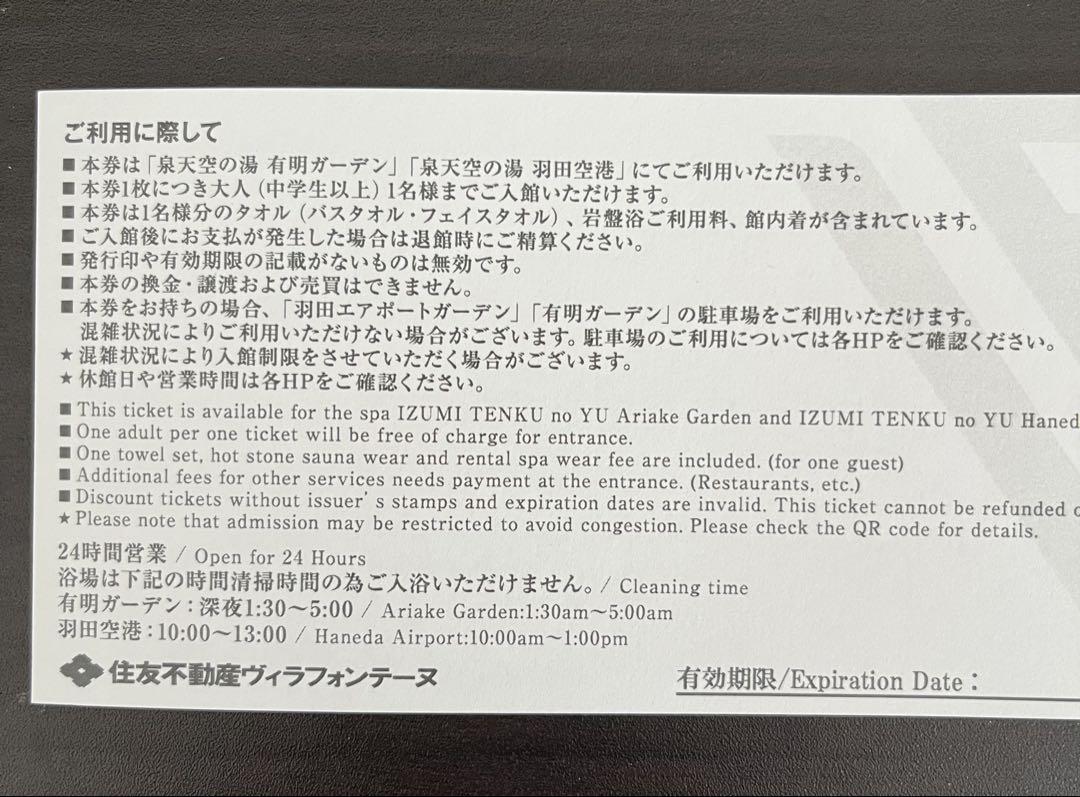 ご利用に際して
■本券は「泉天空の湯 有明ガーデン」「泉天空の湯 羽田空港」にてご利用いただけます。
■本券1枚につき大人（中学生以上）1名様までご入館いただけます。
■本券は1名様分のタオル（バスタオル・フェイスタオル）、岩盤浴ご利用料、館内着が含まれています。
■ご入館後にお支払が発生した場合は退館時にご精算ください。
■発行印や有効期限の記載がないものは無効です。
■本券の換金・譲渡および売買はできません。
■本券をお持ちの場合、「羽田エアポートガーデン」「有明ガーデン」の駐車場をご利用いただけます。
混雑状況によりご利用いただけない場合がございます。駐車場のご利用については各HPをご確認ください。
★混雑状況により入館制限をさせていただく場合がございます。
★休館日や営業時間は各HPをご確認ください。
■This ticket is available for the spa IZUMI TENKU no YU Ariake Garden and IZUMI TENKU no YU Haned
■One adult per one ticket will be free of charge for entrance.
■One towel set, hot stone sauna wear and rental spa wear fee are included. (for one guest)
■Additional fees for other services needs payment at the entrance. (Restaurants, etc.)
■Discount tickets without issuer's stamps and expiration dates are invalid. This ticket cannot be refunded
★Please note that admission may be restricted to avoid congestion. Please check the QR code for details.
24時間営業 / Open for 24 Hours
浴場は下記の時間清掃時間の為ご入浴いただけません。/ Cleaning time
有明ガーデン：深夜1:30〜5:00 / Ariake Garden:1:30am〜5:00am
羽田空港：10:00〜13:00 / Haneda Airport:10:00am〜1:00pm
住友不動産ヴィラフォンテーヌ
有効期限/Expiration Date：